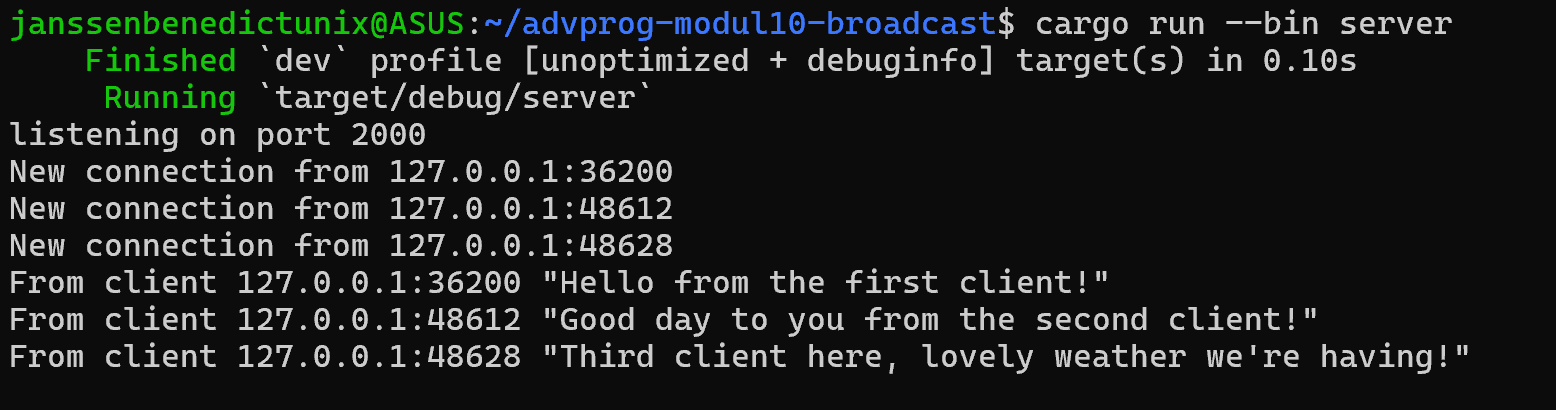 janssenbenedictunix@ASUS:~/advprog-modul10-broadcast$ cargo run --bin server
    Finished `dev` profile [unoptimized + debuginfo] target(s) in 0.10s
     Running `target/debug/server`
listening on port 2000
New connection from 127.0.0.1:36200
New connection from 127.0.0.1:48612
New connection from 127.0.0.1:48628
From client 127.0.0.1:36200 "Hello from the first client!"
From client 127.0.0.1:48612 "Good day to you from the second client!"
From client 127.0.0.1:48628 "Third client here, lovely weather we're having!"